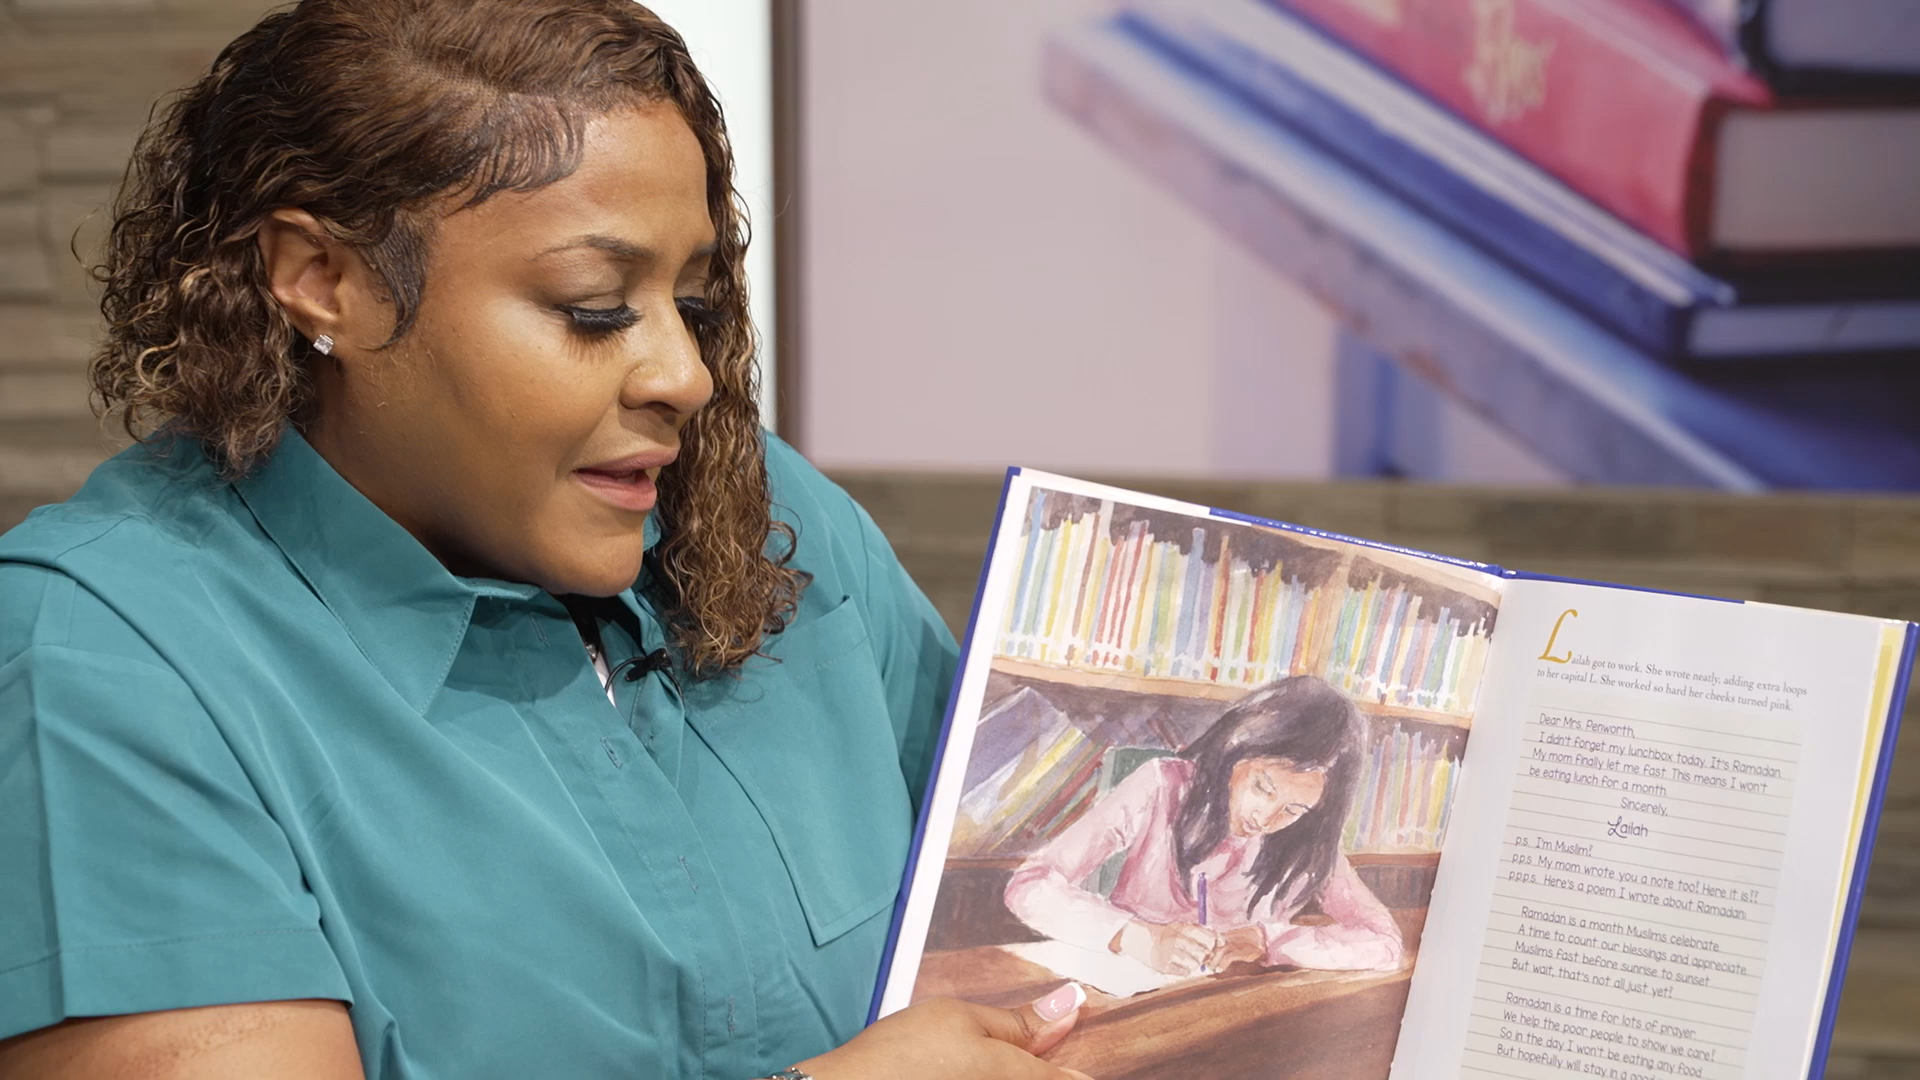 Lailah got to work. She wrote neatly, adding extra loops
to her capital L. She worked so hard her cheeks turned pink.
Dear Mrs. Penworth,
I didn't forget my lunchbox today. It's Ramadan.
My mom finally let me fast. This means I won't
be eating lunch for a month.
Sincerely,
Lailah
p.s. I'm Muslim!
p.p.s. My mom wrote you a note too! Here it is!!
p.p.p.s. Here's a poem I wrote about Ramadan:
Ramadan is a month Muslims celebrate.
A time to count our blessings and appreciate.
Muslims fast before sunrise to sunset
But wait, that's not all just yet!
Ramadan is a time for lots of prayer
We help the poor people to show we care!
So in the day I won't be eating any food
But hopefully will stay in a good